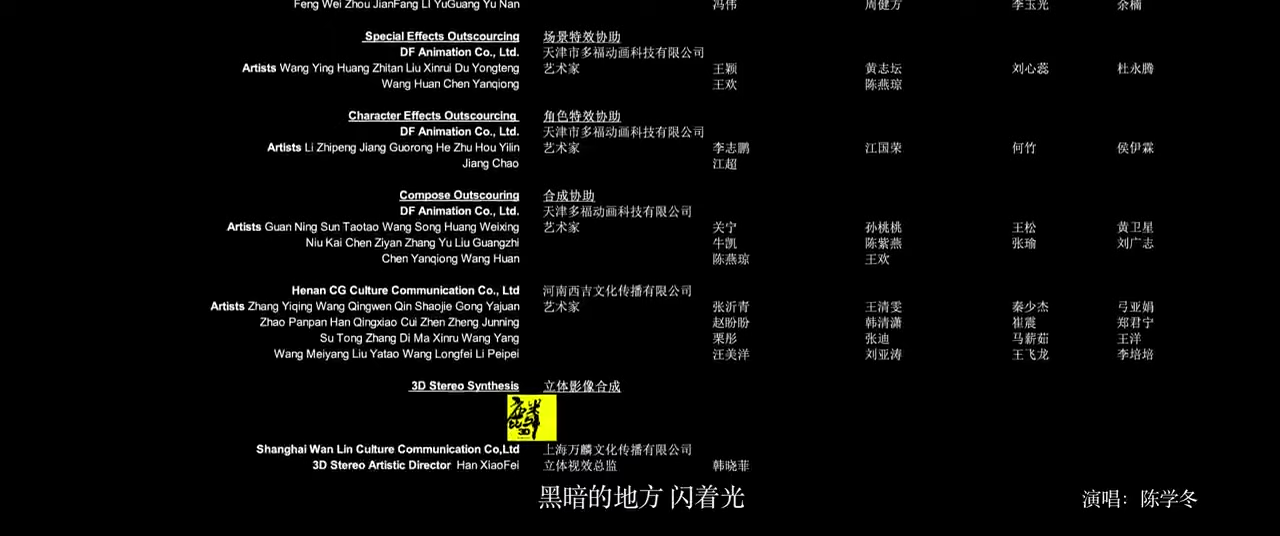 Feng Wei Zhou JianFang LI YuGuang Yu Nan 冯伟 周健方 李玉光 余楠
Special Effects Outscourcing 场景特效协助
DF Animation Co., Ltd. 天津市多福动画科技有限公司
Artists Wang Ying Huang Zhitan Liu Xinrui Du Yongteng 艺术家 王颖 黄志坛 刘心蕊 杜永腾
Wang Huan Chen Yanqiong 王欢 陈燕琼
Character Effects Outscourcing 角色特效协助
DF Animation Co., Ltd. 天津市多福动画科技有限公司
Artists Li Zhipeng Jiang Guorong He Zhu Hou Yilin 艺术家 李志鹏 江国荣 何竹 侯伊霖
Jiang Chao 江超
Compose Outscouring 合成协助
DF Animation Co., Ltd. 天津多福动画科技有限公司
Artists Guan Ning Sun Taotao Wang Song Huang Weixing 艺术家 关宁 孙桃桃 王松 黄卫星
Niu Kai Chen Ziyan Zhang Yu Liu Guangzhi 牛凯 陈紫燕 张瑜 刘广志
Chen Yanqiong Wang Huan 陈燕琼 王欢
Henan CG Culture Communication Co., Ltd 河南西吉文化传播有限公司
Artists Zhang Yiqing Wang Qingwen Qin Shaojie Gong Yajuan 艺术家 张沂青 王清雯 秦少杰 弓亚娟
Zhao Panpan Han Qingxiao Cui Zhen Zheng Junning 赵盼盼 韩清潇 崔震 郑君宁
Su Tong Zhang Di Ma Xinru Wang Yang 栗彤 张迪 马薪茹 王洋
Wang Meiyang Liu Yatao Wang Longfei Li Peipei 汪美洋 刘亚涛 王飞龙 李培培
3D Stereo Synthesis 立体影像合成
3D
Shanghai Wan Lin Culture Communication Co,Ltd 上海万麟文化传播有限公司
3D Stereo Artistic Director Han XiaoFei 立体视效总监 韩晓菲
黑暗的地方 闪着光 演唱：陈学冬